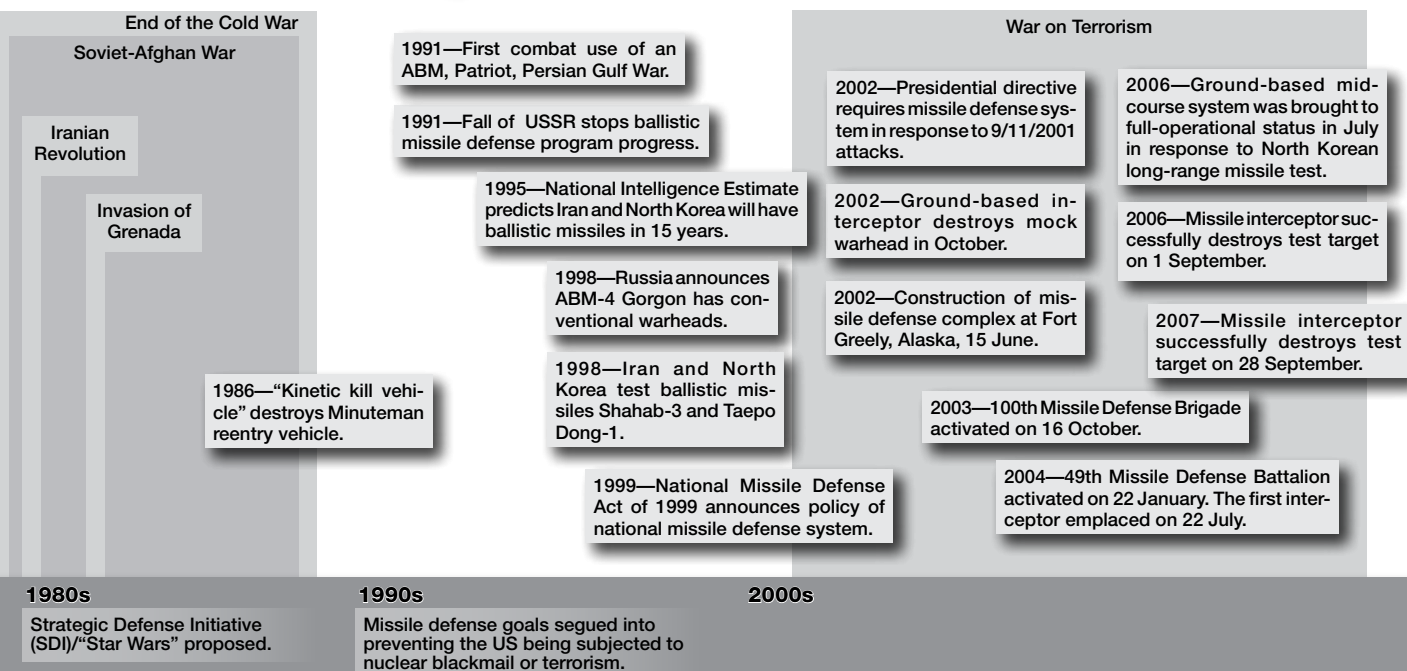 End of the Cold War
Soviet-Afghan War
Iranian
Revolution
Invasion of
Grenada
1986—“Kinetic kill vehi-
cle” destroys Minuteman
reentry vehicle.
1991—First combat use of an
ABM, Patriot, Persian Gulf War.
1991—Fall of USSR stops ballistic
missile defense program progress.
1995—National Intelligence Estimate
predicts Iran and North Korea will have
ballistic missiles in 15 years.
1998—Russia announces
ABM-4 Gorgon has con-
ventional warheads.
1998—Iran and North
Korea test ballistic mis-
siles Shahab-3 and Taepo
Dong-1.
1999—National Missile Defense
Act of 1999 announces policy of
national missile defense system.
War on Terrorism
2002—Presidential directive
requires missile defense sys-
tem in response to 9/11/2001
attacks.
2002—Ground-based in-
terceptor destroys mock
warhead in October.
2002—Construction of mis-
sile defense complex at Fort
Greely, Alaska, 15 June.
2003—100th Missile Defense Brigade
activated on 16 October.
2004—49th Missile Defense Battalion
activated on 22 January. The first inter-
ceptor emplaced on 22 July.
2006—Ground-based mid-
course system was brought to
full-operational status in July
in response to North Korean
long-range missile test.
2006—Missile interceptor suc-
cessfully destroys test target
on 1 September.
2007—Missile interceptor
successfully destroys test
target on 28 September.
1980s
Strategic Defense Initiative
(SDI)/“Star Wars” proposed.
1990s
Missile defense goals segued into
preventing the US being subjected to
nuclear blackmail or terrorism.
2000s